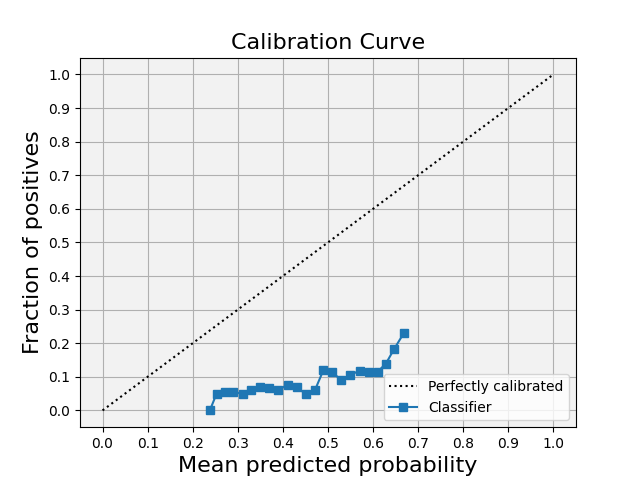 Calibration Curve
Fraction of positives
1.0
0.9
0.8
0.7
0.6
0.5
0.4
0.3
0.2
0.1
0.0
Perfectly calibrated
Classifier
0.0 0.1 0.2 0.3 0.4 0.5 0.6 0.7 0.8 0.9 1.0
Mean predicted probability